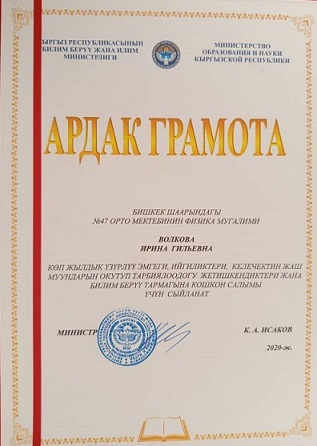 КЫРГЫЗ РЕСПУБЛИКАСЫНЫН
БИЛИМ БЕРҮҮ ЖАНА ИЛИМ
МИНИСТРЛИГИ
МИНИСТЕРСТВО
ОБРАЗОВАНИЯ И НАУКИ
КЫРГЫЗСКОЙ РЕСПУБЛИКИ
АРДАК ГРАМОТА
БИШКЕК ШААРЫНДАГЫ
№47 ОРТО МЕКТЕБИНИН ФИЗИКА МУГАЛИМИ
ВОЛКОВА
ИРИНА ГИЛЬЕВНА
КӨП ЖЫЛДЫК ҮЗҮРЛҮҮ ЭМГЕГИ, ИЙГИЛИКТЕРИ, КЕЛЕЧЕКТИН ЖАШ
МУУНДАРЫН ОКУТУП ТАРБИЯЛООДОГУ ЖЕТИШКЕНДИКТЕРИ ЖАНА
БИЛИМ БЕРҮҮ ТАРМАГЫНА КОШКОН САЛЫМЫ
ҮЧҮН СЫЙЛАНАТ
МИНИСТР
К. А. ИСАКОВ
2020-ж.